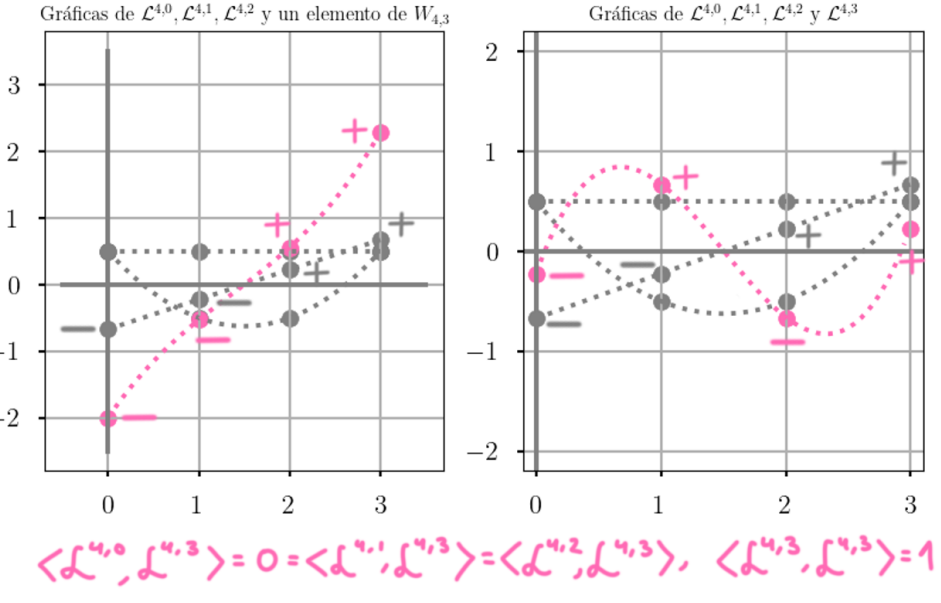 Gráficas de 𝓛^{4,0}, 𝓛^{4,1}, 𝓛^{4,2} y un elemento de W_{4,3}
3
2
1
0
−1
−2
0 1 2 3
Gráficas de 𝓛^{4,0}, 𝓛^{4,1}, 𝓛^{4,2} y 𝓛^{4,3}
2
1
0
−1
−2
0 1 2 3
⟨𝓛^{4,0}, 𝓛^{4,3}⟩ = 0 = ⟨𝓛^{4,1}, 𝓛^{4,3}⟩ = ⟨𝓛^{4,2}, 𝓛^{4,3}⟩, ⟨𝓛^{4,3}, 𝓛^{4,3}⟩ = 1